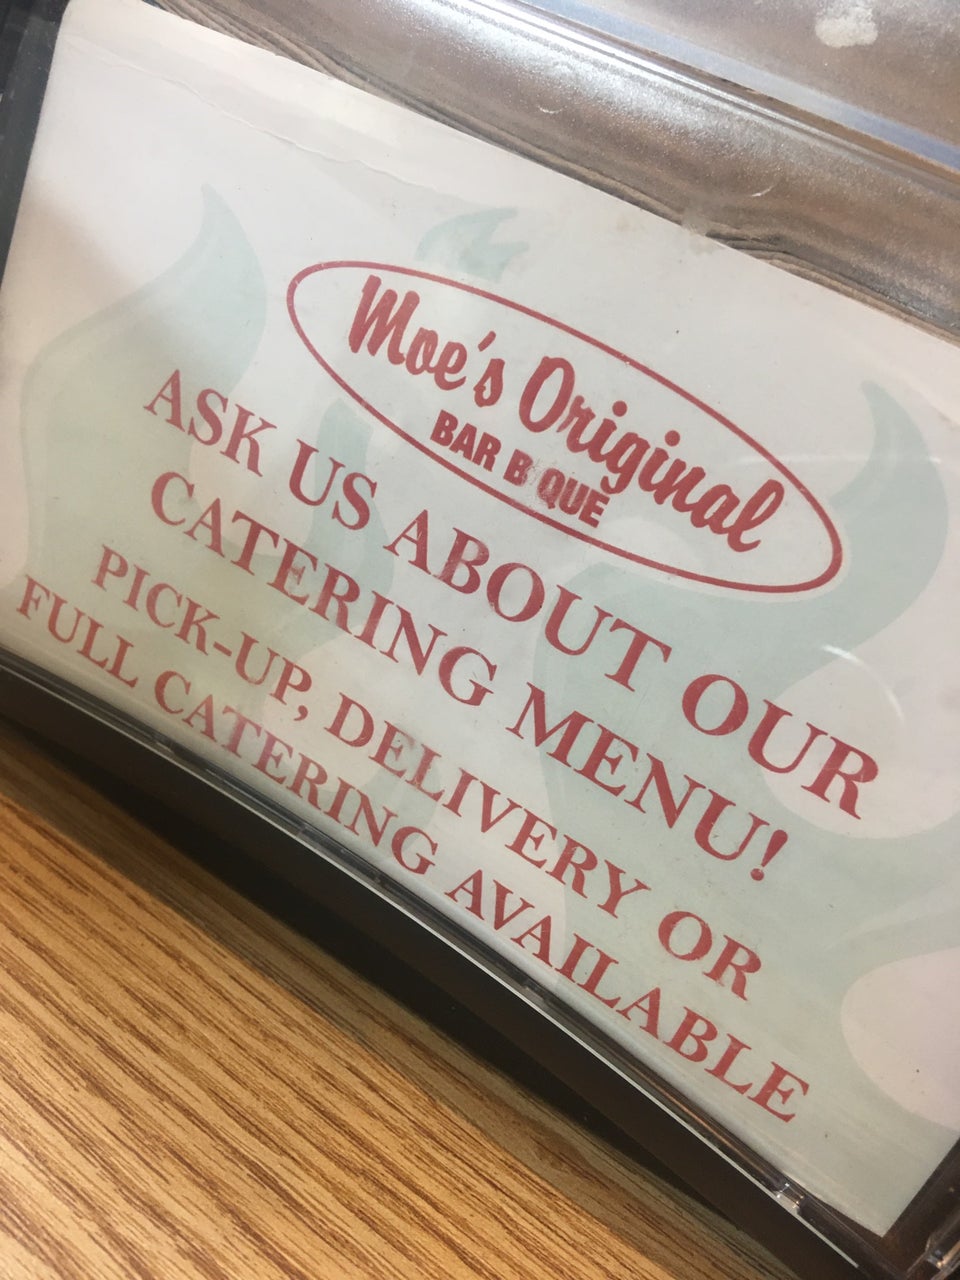 Moe's Original
BAR B QUE
ASK US ABOUT OUR
CATERING MENU!
PICK-UP, DELIVERY OR
FULL CATERING AVAILABLE